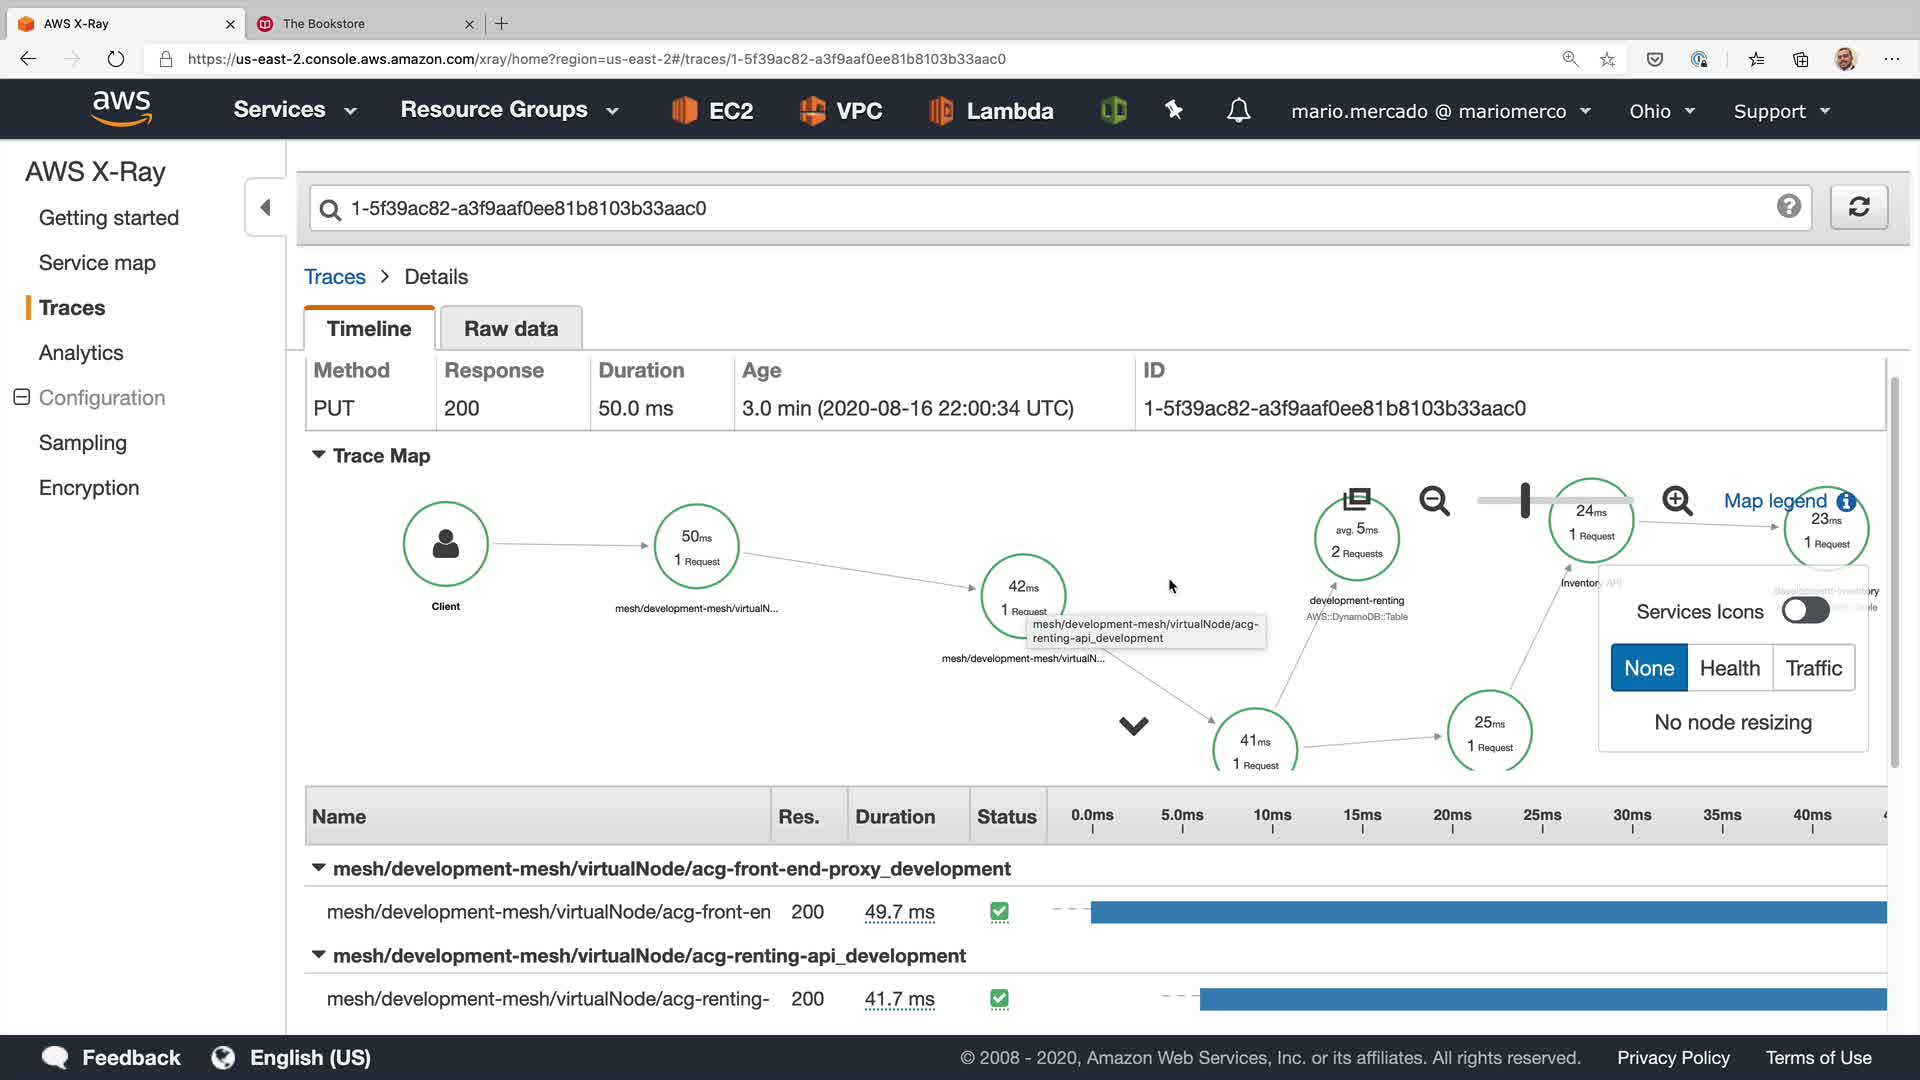 AWS X-Ray
The Bookstore
https://us-east-2.console.aws.amazon.com/xray/home?region=us-east-2#/traces/1-5f39ac82-a3f9aaf0ee81b8103b33aac0
aws
Services
Resource Groups
EC2
VPC
Lambda
mario.mercado @ mariomerco
Ohio
Support
AWS X-Ray
Getting started
Service map
Traces
Analytics
Configuration
Sampling
Encryption
1-5f39ac82-a3f9aaf0ee81b8103b33aac0
Traces > Details
Timeline
Raw data
Method Response Duration Age ID
PUT 200 50.0 ms 3.0 min (2020-08-16 22:00:34 UTC) 1-5f39ac82-a3f9aaf0ee81b8103b33aac0
Trace Map
Client
50ms
1 Request
mesh/development-mesh/virtualN...
42ms
1 Request
mesh/development-mesh/virtualNode/acg-
renting-api_development
mesh/development-mesh/virtualN...
avg. 5ms
2 Requests
development-renting
AWS::DynamoDB::Table
24ms
1 Request
Inventory API
Map legend
23ms
1 Request
41ms
1 Request
25ms
1 Request
Services Icons
None Health Traffic
No node resizing
Name Res. Duration Status 0.0ms 5.0ms 10ms 15ms 20ms 25ms 30ms 35ms 40ms
mesh/development-mesh/virtualNode/acg-front-end-proxy_development
mesh/development-mesh/virtualNode/acg-front-en 200 49.7 ms
mesh/development-mesh/virtualNode/acg-renting-api_development
mesh/development-mesh/virtualNode/acg-renting- 200 41.7 ms
Feedback
English (US)
© 2008 - 2020, Amazon Web Services, Inc. or its affiliates. All rights reserved.
Privacy Policy
Terms of Use